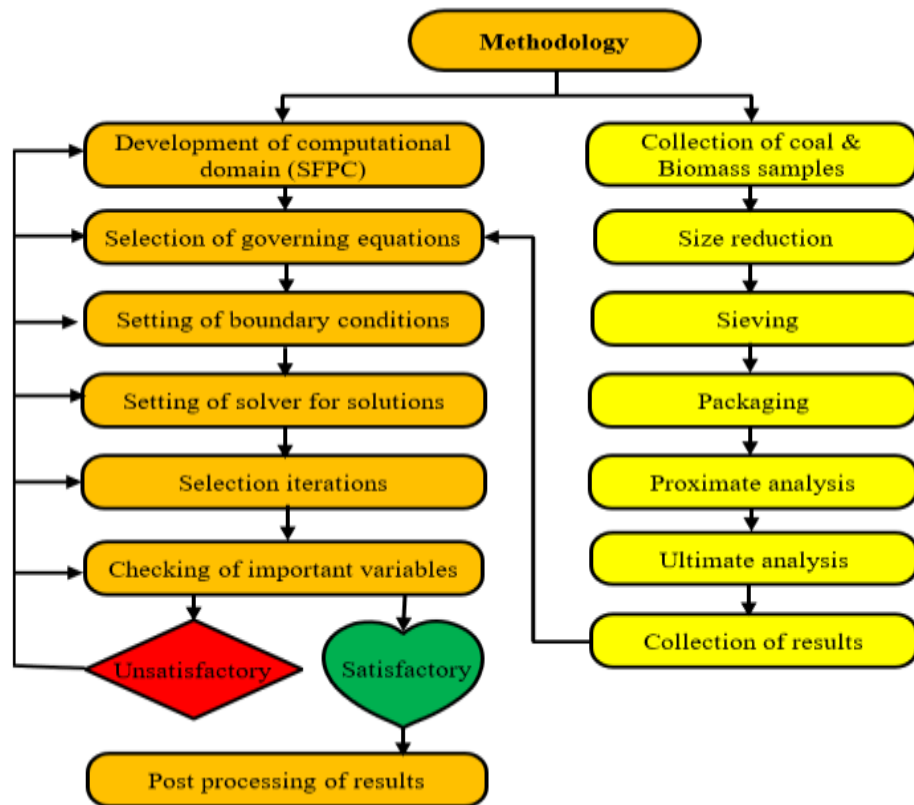 Methodology
Development of computational
domain (SFPC)
Selection of governing equations
Setting of boundary conditions
Setting of solver for solutions
Selection iterations
Checking of important variables
Unsatisfactory
Satisfactory
Post processing of results
Collection of coal &
Biomass samples
Size reduction
Sieving
Packaging
Proximate analysis
Ultimate analysis
Collection of results